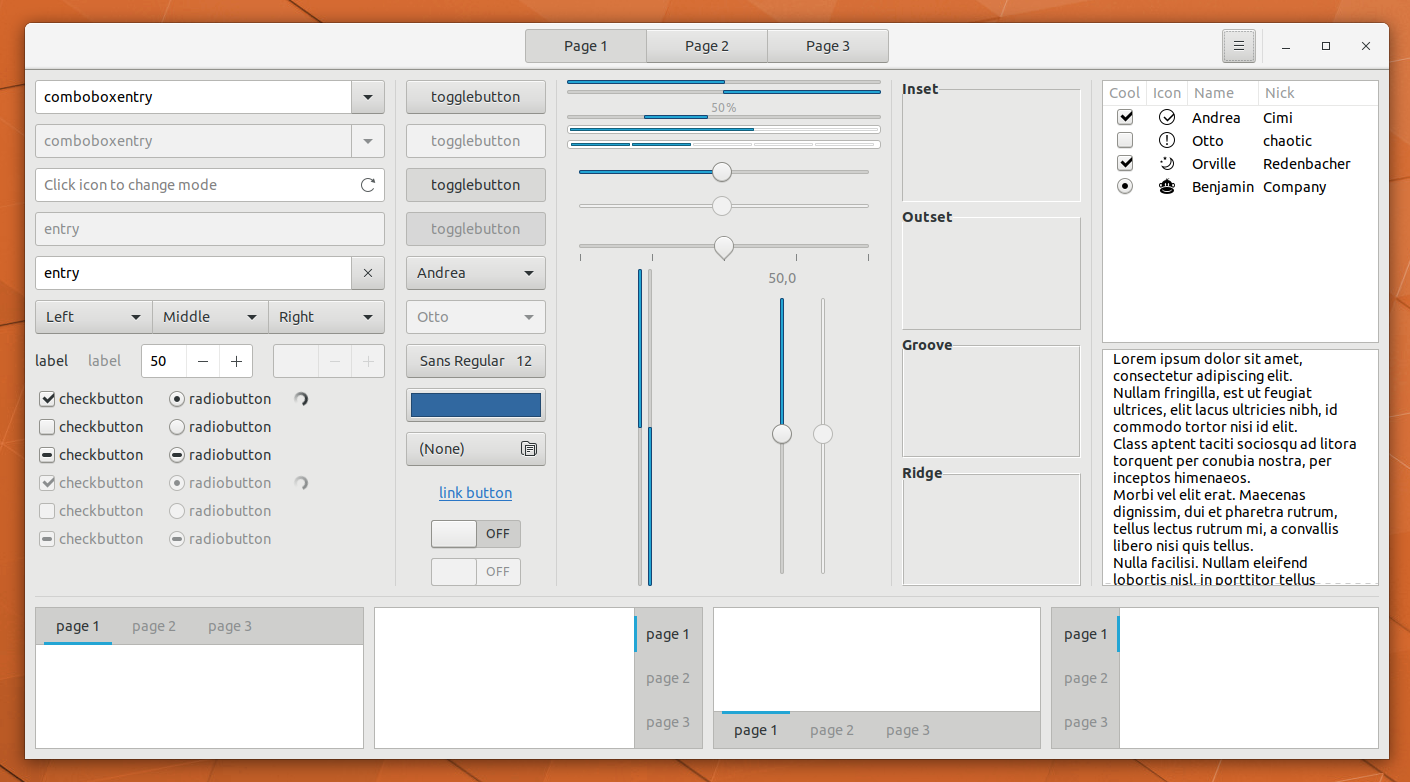 Page 1 Page 2 Page 3
comboboxentry
comboboxentry
Click icon to change mode
entry
entry
Left Middle Right
label label 50
checkbutton radiobutton
checkbutton radiobutton
checkbutton radiobutton
checkbutton radiobutton
checkbutton radiobutton
checkbutton radiobutton
togglebutton
togglebutton
togglebutton
togglebutton
Andrea
Otto
Sans Regular 12
(None)
link button
OFF
OFF
50%
50,0
Inset
Outset
Groove
Ridge
Cool Icon Name Nick
Andrea Cimi
Otto chaotic
Orville Redenbacher
Benjamin Company
Lorem ipsum dolor sit amet,
consectetur adipiscing elit.
Nullam fringilla, est ut feugiat
ultrices, elit lacus ultricies nibh, id
commodo tortor nisi id elit.
Class aptent taciti sociosqu ad litora
torquent per conubia nostra, per
inceptos himenaeos.
Morbi vel elit erat. Maecenas
dignissim, dui et pharetra rutrum,
tellus lectus rutrum mi, a convallis
libero nisi quis tellus.
Nulla facilisi. Nullam eleifend
lobortis nisl, in porttitor tellus
page 1 page 2 page 3
page 1
page 2
page 3
page 1 page 2 page 3
page 1
page 2
page 3